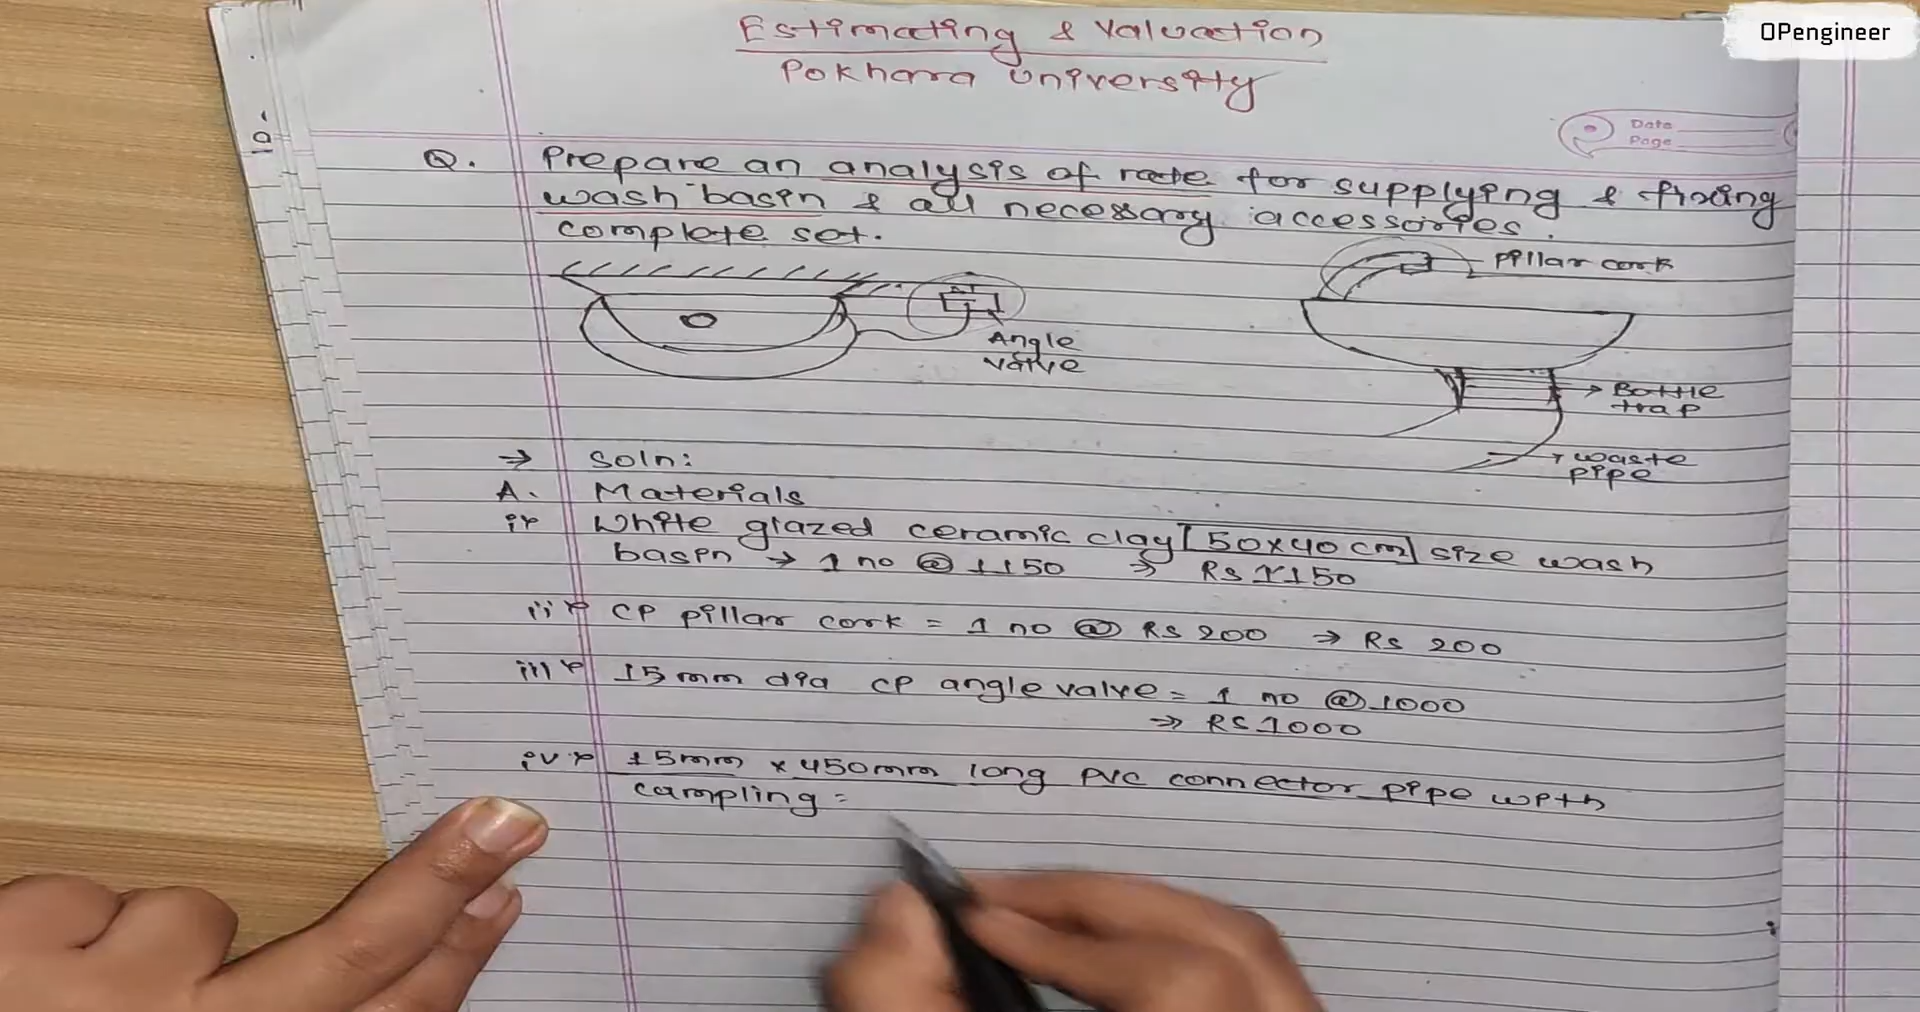 OPengineer
Estimating & Valuation
Pokhara University
Data
Page
Q. Prepare an analysis of rate for supplying & fixing
wash basin & all necessary accessories
complete set.
Pillar cork
Angle
valve
Bottle
trap
waste
pipe
→ Soln:
A. Materials
i> White glazed ceramic clay [50x40 cm] size wash
basin → 1 no @ 1150 ⇒ Rs 1150
ii> CP pillar cork = 1 no @ Rs 200 ⇒ Rs 200
iii> 15mm dia CP angle valve = 1 no @ 1000
⇒ Rs 1000
iv> 15mm x 450mm long PVC connector pipe with
campling =